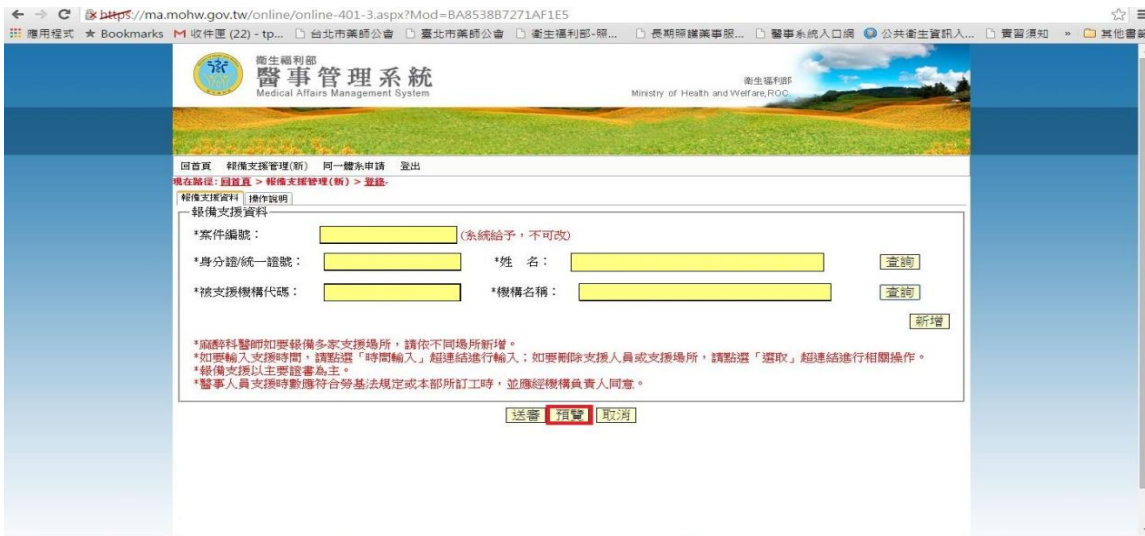 https://ma.mohw.gov.tw/online/online-401-3.aspx?Mod=BA8538B7271AF1E5
應用程式 Bookmarks 收件匣 (22) - tp... 台北市藥師公會 臺北市藥師公會 衛生福利部-照... 長期照護藥事服... 醫事系統入口網 公共衛生資訊人... 實習須知 » 其他書籤
衛生福利部
醫事管理系統
Medical Affairs Management System
衛生福利部
Ministry of Health and Welfare,ROC
回首頁 報備支援管理(新) 同一體系申請 登出
現在路徑：回首頁 > 報備支援管理(新) > 登錄-
報備支援資料 操作說明
報備支援資料
*案件編號： (系統給予，不可改)
*身分證/統一證號： *姓 名： 查詢
*被支援機構代碼： *機構名稱： 查詢
新增
*麻醉科醫師如要報備多家支援場所，請依不同場所新增。
*如要輸入支援時間，請點選「時間輸入」超連結進行輸入；如要刪除支援人員或支援場所，請點選「選取」超連結進行相關操作。
*報備支援以主要證書為主。
*醫事人員支援時數應符合勞基法規定或本部所訂工時，並應經機構負責人同意。
送審 預覽 取消